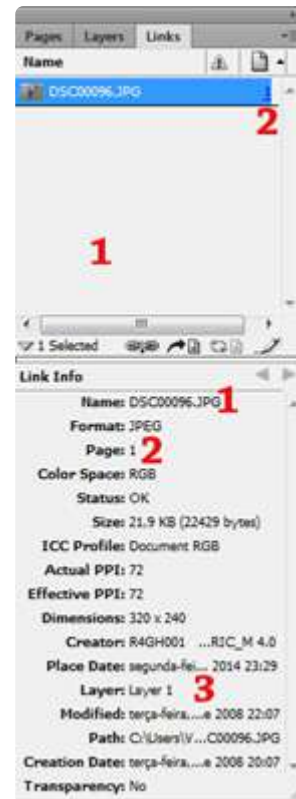 Pages Layers Links
Name
DSC00096.JPG 1
2
1
1 Selected
Link Info
Name: DSC00096.JPG 1
Format: JPEG
Page: 1 2
Color Space: RGB
Status: OK
Size: 21.9 KB (22429 bytes)
ICC Profile: Document RGB
Actual PPI: 72
Effective PPI: 72
Dimensions: 320 x 240
Creator: R4GH001 ...RIC_M 4.0
Place Date: segunda-fei... 2014 23:29
Layer: Layer 1 3
Modified: terça-feira,...e 2008 22:07
Path: C:\Users\V...C00096.JPG
Creation Date: terça-feira,...e 2008 20:07
Transparency: No